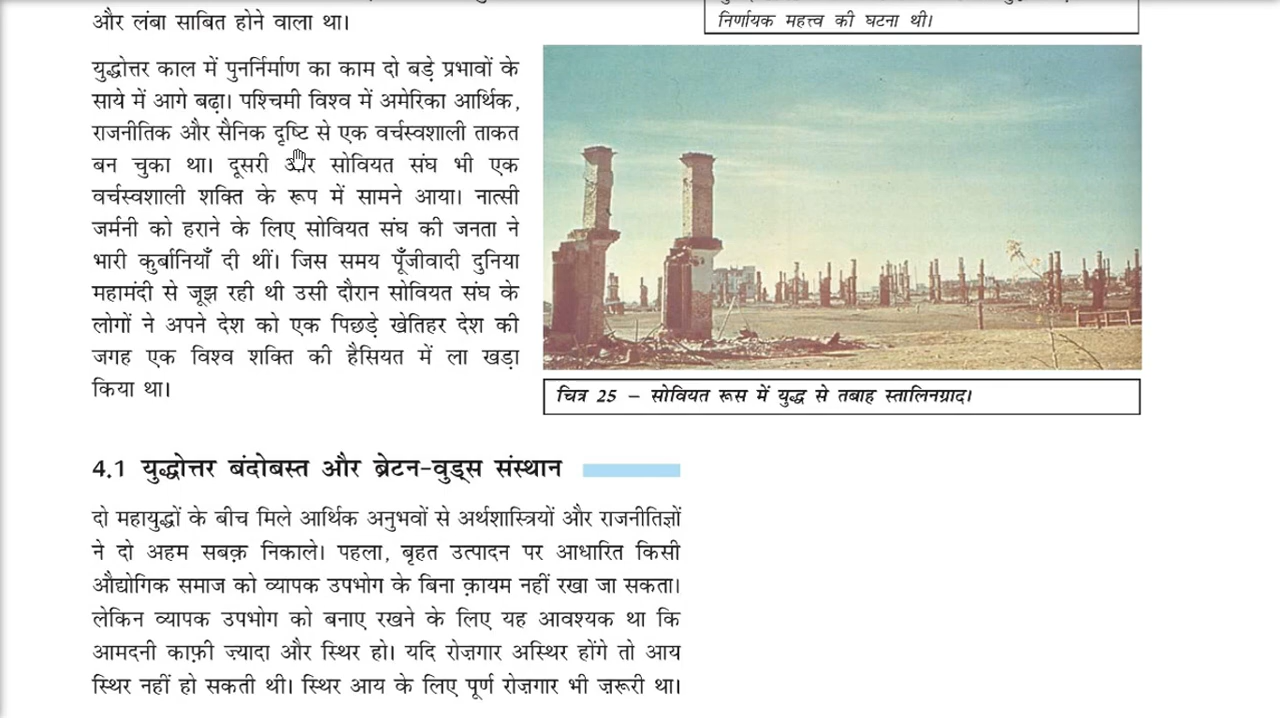 और लंबा साबित होने वाला था।
निर्णायक महत्त्व की घटना थी।
युद्धोत्तर काल में पुनर्निर्माण का काम दो बड़े प्रभावों के
साये में आगे बढ़ा। पश्चिमी विश्व में अमेरिका आर्थिक,
राजनीतिक और सैनिक दृष्टि से एक वर्चस्वशाली ताकत
बन चुका था। दूसरी ओर सोवियत संघ भी एक
वर्चस्वशाली शक्ति के रूप में सामने आया। नात्सी
जर्मनी को हराने के लिए सोवियत संघ की जनता ने
भारी कुर्बानियाँ दी थीं। जिस समय पूँजीवादी दुनिया
महामंदी से जूझ रही थी उसी दौरान सोवियत संघ के
लोगों ने अपने देश को एक पिछड़े खेतिहर देश की
जगह एक विश्व शक्ति की हैसियत में ला खड़ा
किया था।
चित्र 25 – सोवियत रूस में युद्ध से तबाह स्तालिनग्राद।
4.1 युद्धोत्तर बंदोबस्त और ब्रेटन-वुड्स संस्थान
दो महायुद्धों के बीच मिले आर्थिक अनुभवों से अर्थशास्त्रियों और राजनीतिज्ञों
ने दो अहम सबक़ निकाले। पहला, बृहत उत्पादन पर आधारित किसी
औद्योगिक समाज को व्यापक उपभोग के बिना क़ायम नहीं रखा जा सकता।
लेकिन व्यापक उपभोग को बनाए रखने के लिए यह आवश्यक था कि
आमदनी काफ़ी ज़्यादा और स्थिर हो। यदि रोज़गार अस्थिर होंगे तो आय
स्थिर नहीं हो सकती थी। स्थिर आय के लिए पूर्ण रोज़गार भी ज़रूरी था।